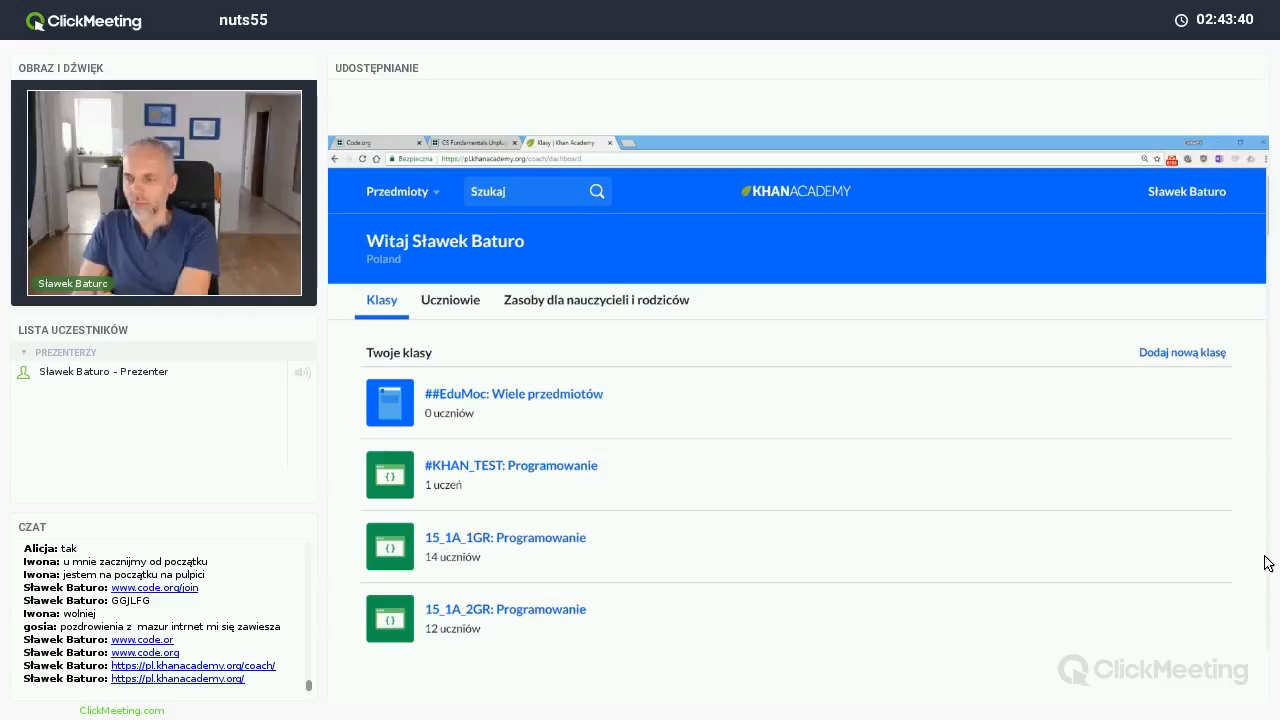 ClickMeeting
nuts55
02:43:40
OBRAZ I DŹWIĘK
Sławek Baturc
LISTA UCZESTNIKÓW
PREZENTERZY
Sławek Baturo - Prezenter
CZAT
Alicja: tak
Iwona: u mnie zacznijmy od początku
Iwona: jestem na początku na pulpici
Sławek Baturo: www.code.org/join
Sławek Baturo: GGJLFG
Iwona: wolniej
gosia: pozdrowienia z mazur intrnet mi się zawiesza
Sławek Baturo: www.code.or
Sławek Baturo: www.code.org
Sławek Baturo: https://pl.khanacademy.org/coach/
Sławek Baturo: https://pl.khanacademy.org/
ClickMeeting.com
UDOSTĘPNIANIE
Code.org
CS Fundamentals Unplug
Klasy | Khan Academy
Bezpieczna
https://pl.khanacademy.org/coach/dashboard
Przedmioty
Szukaj
KHANACADEMY
Sławek Baturo
Witaj Sławek Baturo
Poland
Klasy
Uczniowie
Zasoby dla nauczycieli i rodziców
Twoje klasy
Dodaj nową klasę
##EduMoc: Wiele przedmiotów
0 uczniów
#KHAN_TEST: Programowanie
1 uczeń
15_1A_1GR: Programowanie
14 uczniów
15_1A_2GR: Programowanie
12 uczniów
ClickMeeting